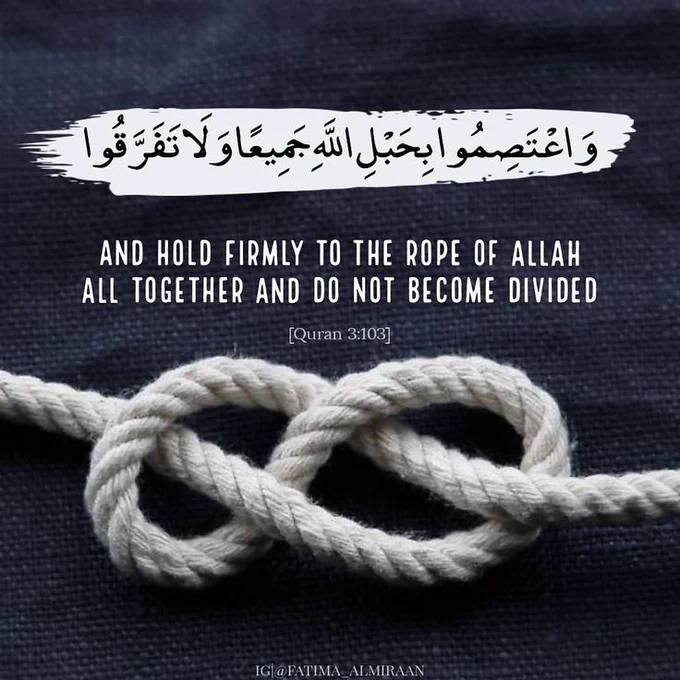 وَاعْتَصِمُوا بِحَبْلِ اللَّهِ جَمِيعًا وَلَا تَفَرَّقُوا
AND HOLD FIRMLY TO THE ROPE OF ALLAH
ALL TOGETHER AND DO NOT BECOME DIVIDED
[Quran 3:103]
IG|@FATIMA_ALMIRAAN